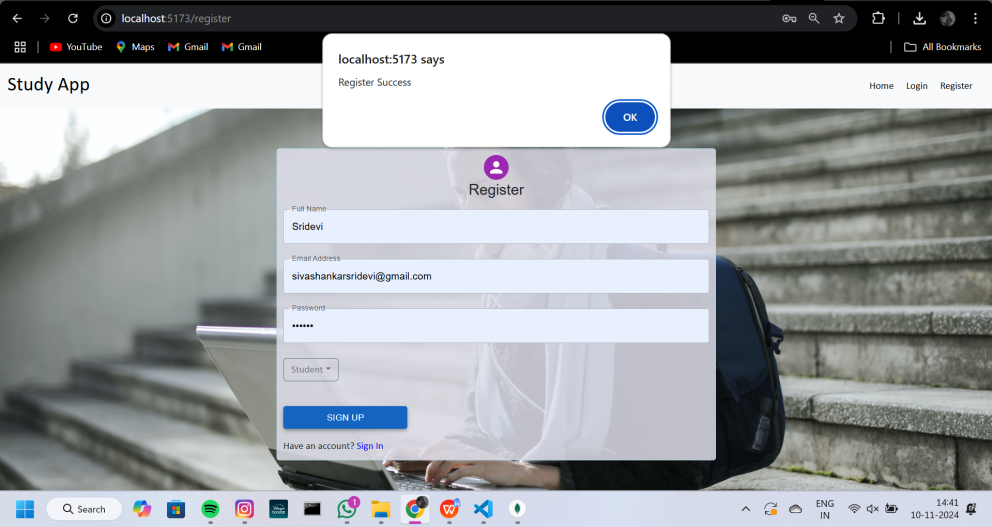 localhost:5173/register
YouTube
Maps
Gmail
Gmail
All Bookmarks
localhost:5173 says
Register Success
OK
Study App
Home
Login
Register
Register
Full Name
Sridevi
Email Address
sivashankarsridevi@gmail.com
Password
••••••
Student
SIGN UP
Have an account? Sign In
Search
1
ENG
IN
14:41
10-11-2024